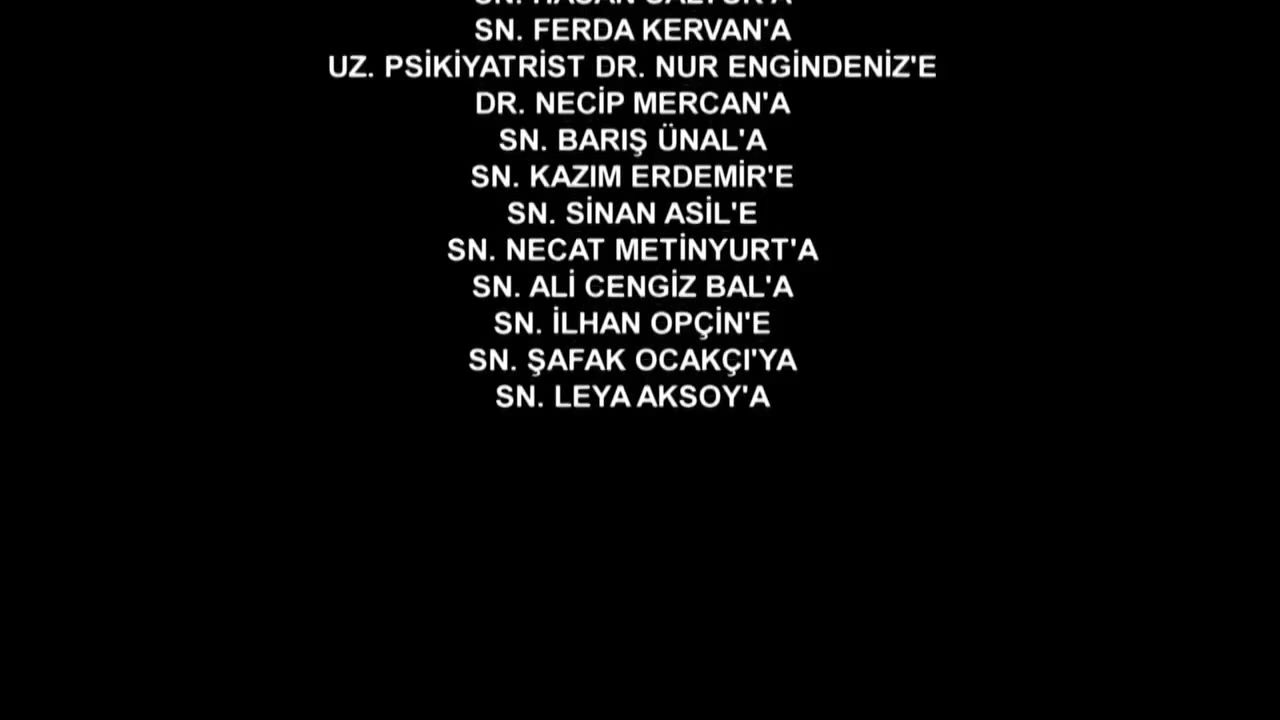 SN. FERDA KERVAN'A
UZ. PSİKİYATRİST DR. NUR ENGİNDENİZ'E
DR. NECİP MERCAN'A
SN. BARIŞ ÜNAL'A
SN. KAZIM ERDEMİR'E
SN. SİNAN ASİL'E
SN. NECAT METİNYURT'A
SN. ALİ CENGİZ BAL'A
SN. İLHAN OPÇİN'E
SN. ŞAFAK OCAKÇI'YA
SN. LEYA AKSOY'A